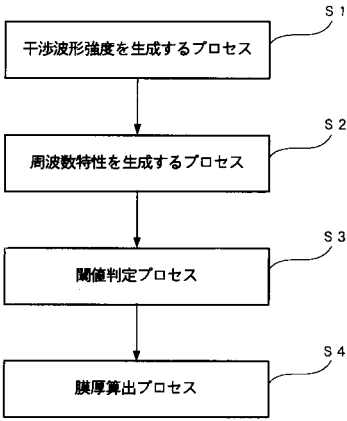 S1
干渉波形強度を生成するプロセス
S2
周波数特性を生成するプロセス
S3
閾値判定プロセス
S4
膜厚算出プロセス